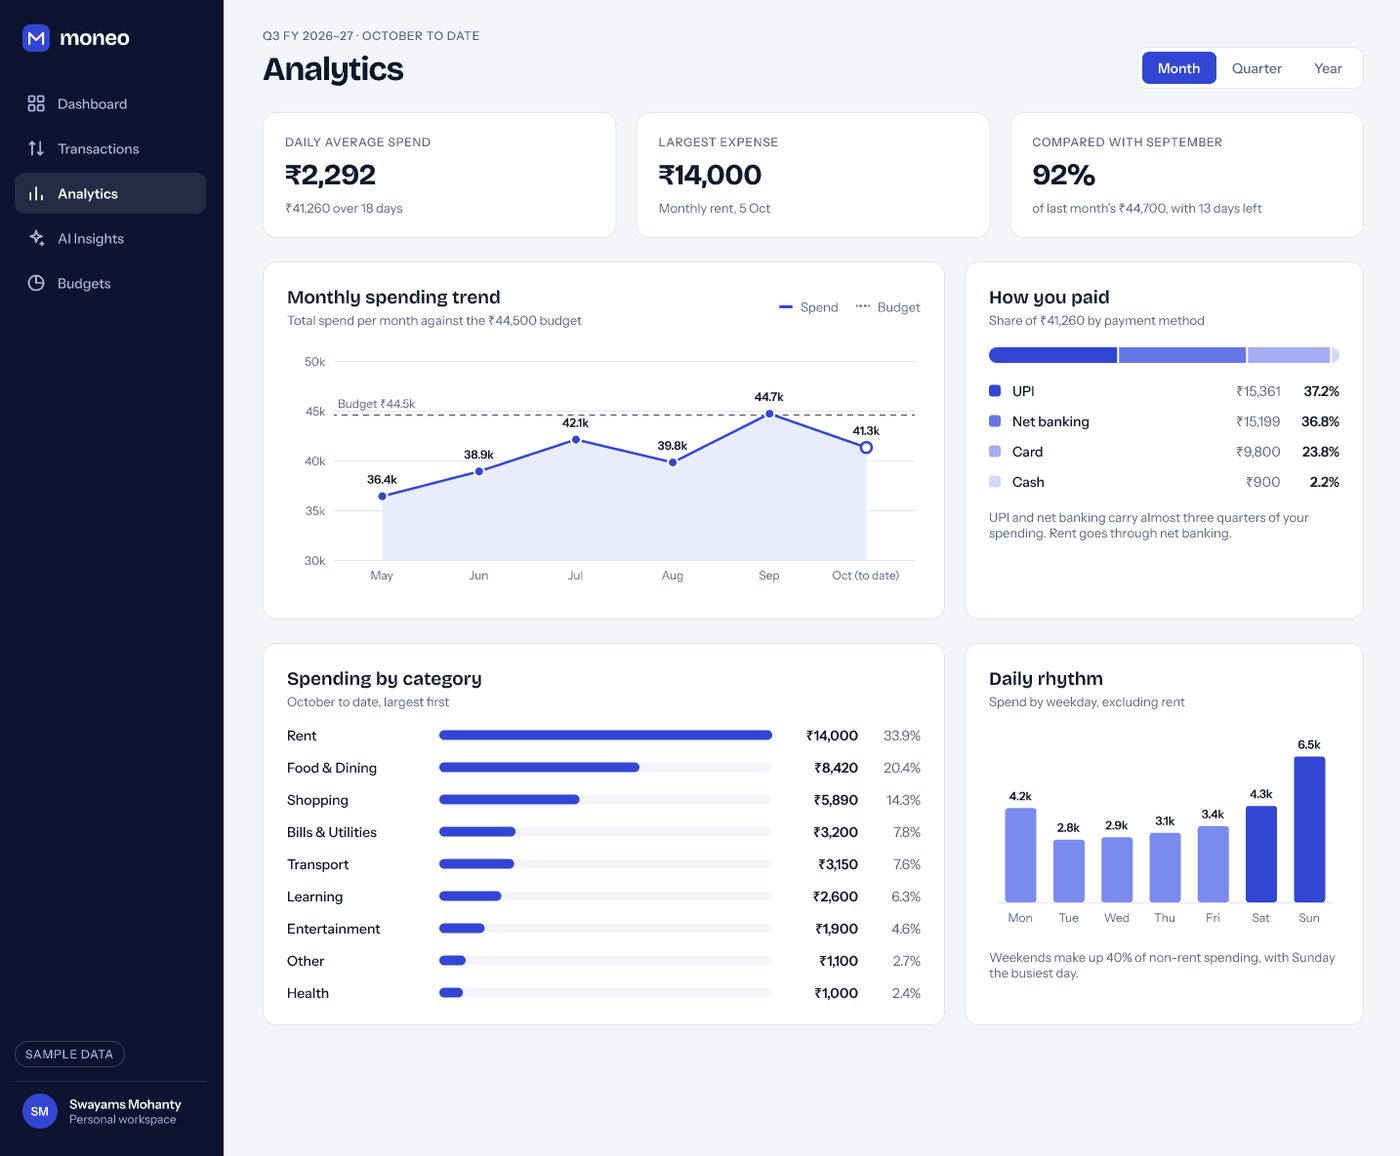 moneo
Dashboard
Transactions
Analytics
AI Insights
Budgets
SAMPLE DATA
SM
Swayams Mohanty
Personal workspace
Q3 FY 2026–27 · OCTOBER TO DATE
Analytics
Month Quarter Year
DAILY AVERAGE SPEND
₹2,292
₹41,260 over 18 days
LARGEST EXPENSE
₹14,000
Monthly rent, 5 Oct
COMPARED WITH SEPTEMBER
92%
of last month's ₹44,700, with 13 days left
Monthly spending trend
Total spend per month against the ₹44,500 budget
Spend Budget
50k
45k
40k
35k
30k
Budget ₹44.5k
36.4k
38.9k
42.1k
39.8k
44.7k
41.3k
May Jun Jul Aug Sep Oct (to date)
How you paid
Share of ₹41,260 by payment method
UPI ₹15,361 37.2%
Net banking ₹15,199 36.8%
Card ₹9,800 23.8%
Cash ₹900 2.2%
UPI and net banking carry almost three quarters of your
spending. Rent goes through net banking.
Spending by category
October to date, largest first
Rent ₹14,000 33.9%
Food & Dining ₹8,420 20.4%
Shopping ₹5,890 14.3%
Bills & Utilities ₹3,200 7.8%
Transport ₹3,150 7.6%
Learning ₹2,600 6.3%
Entertainment ₹1,900 4.6%
Other ₹1,100 2.7%
Health ₹1,000 2.4%
Daily rhythm
Spend by weekday, excluding rent
4.2k 2.8k 2.9k 3.1k 3.4k 4.3k 6.5k
Mon Tue Wed Thu Fri Sat Sun
Weekends make up 40% of non-rent spending, with Sunday
the busiest day.